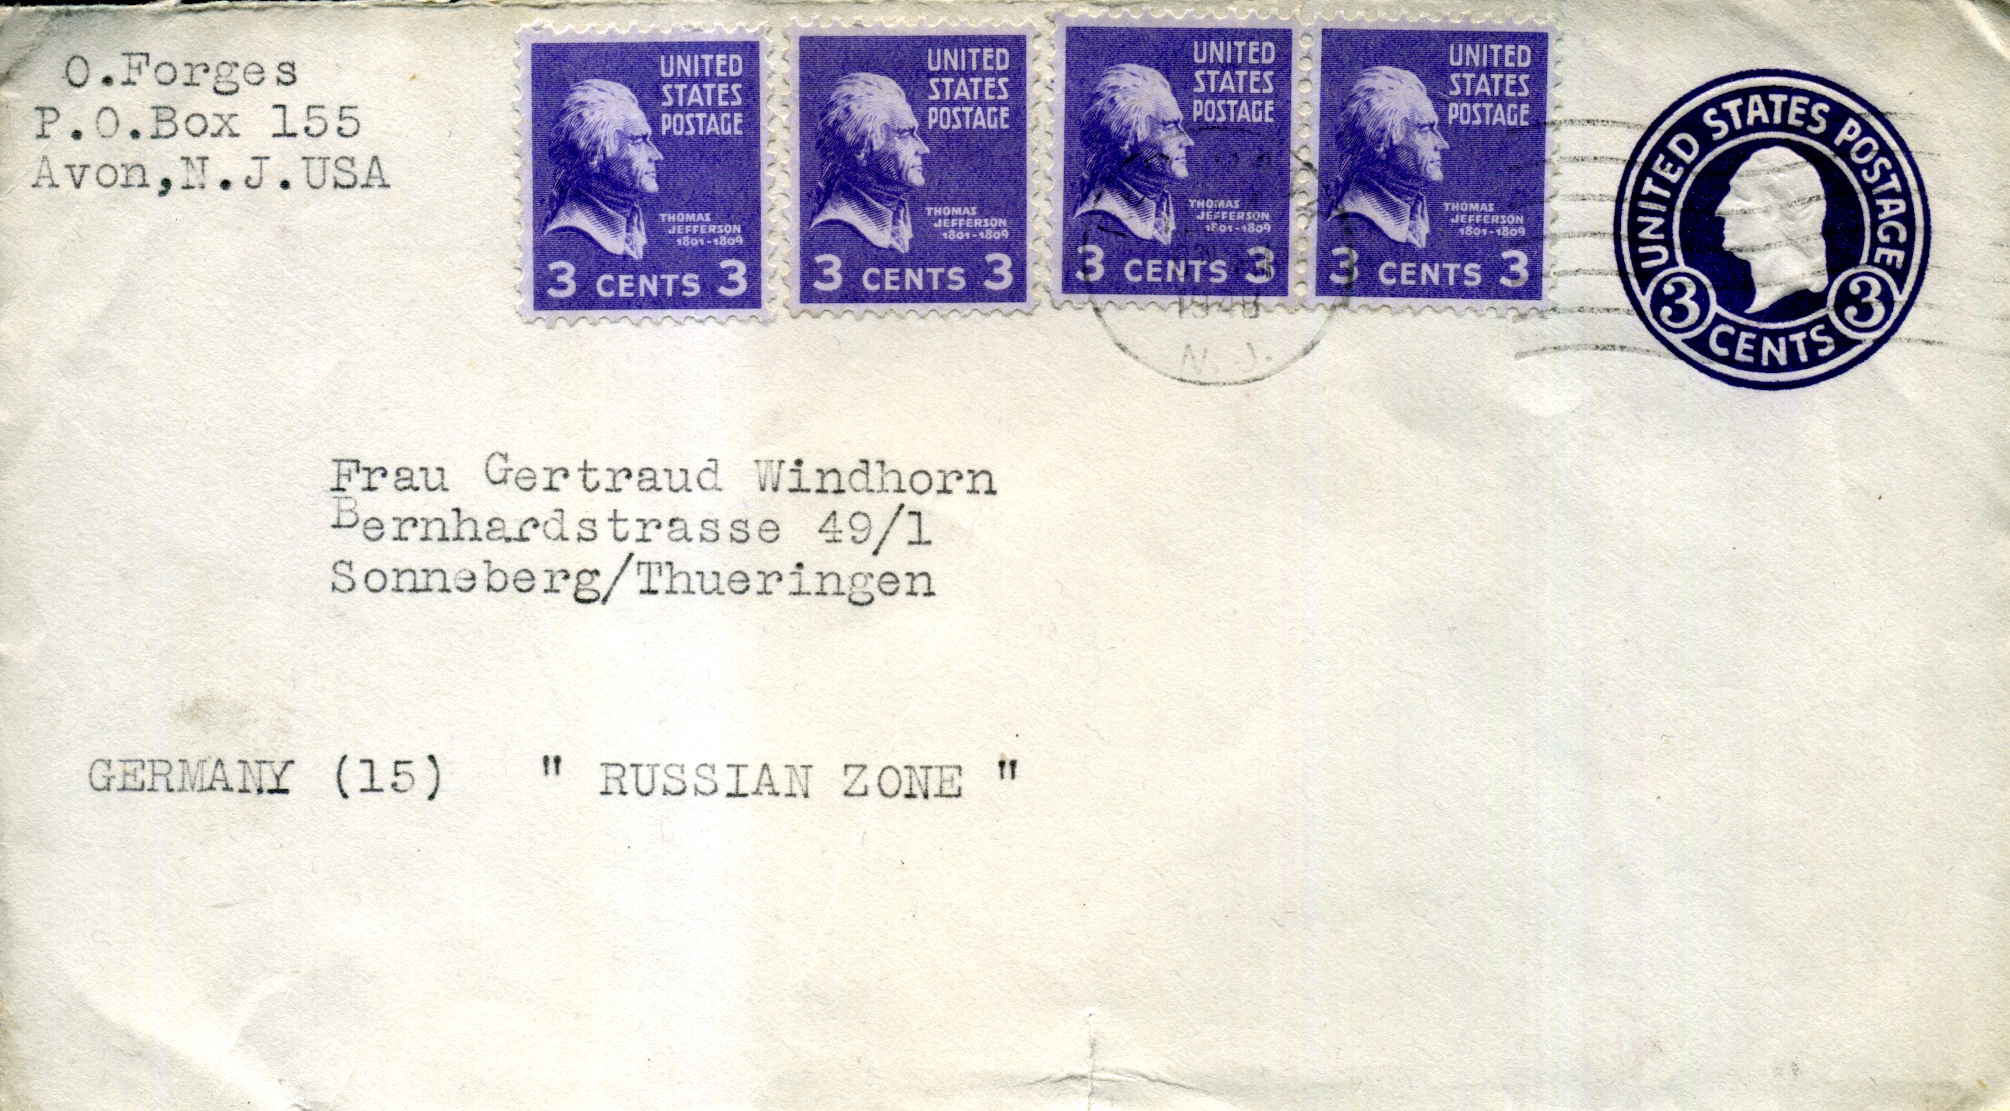 O.Forges
P.O.Box 155
Avon,N.J.USA
UNITED
STATES
POSTAGE
THOMAS
JEFFERSON
1801-1809
3 CENTS 3
UNITED
STATES
POSTAGE
THOMAS
JEFFERSON
1801-1809
3 CENTS 3
UNITED
STATES
POSTAGE
THOMAS
JEFFERSON
1801-1809
3 CENTS 3
UNITED
STATES
POSTAGE
THOMAS
JEFFERSON
1801-1809
3 CENTS 3
N.J.
UNITED STATES POSTAGE
3 CENTS 3
Frau Gertraud Windhorn
Bernhardstrasse 49/1
Sonneberg/Thueringen
GERMANY (15) " RUSSIAN ZONE "